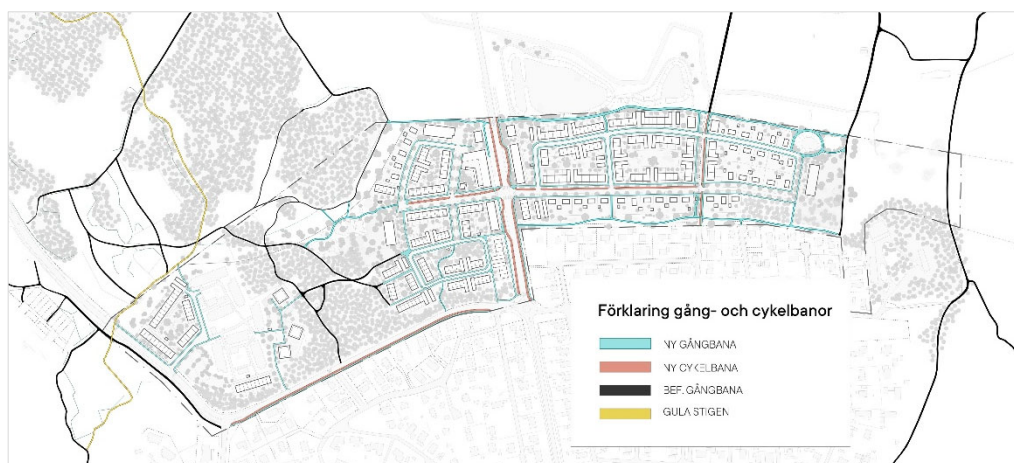 Förklaring gång- och cykelbanor
NY GÅNGBANA
NY CYKELBANA
BEF. GÅNGBANA
GULA STIGEN